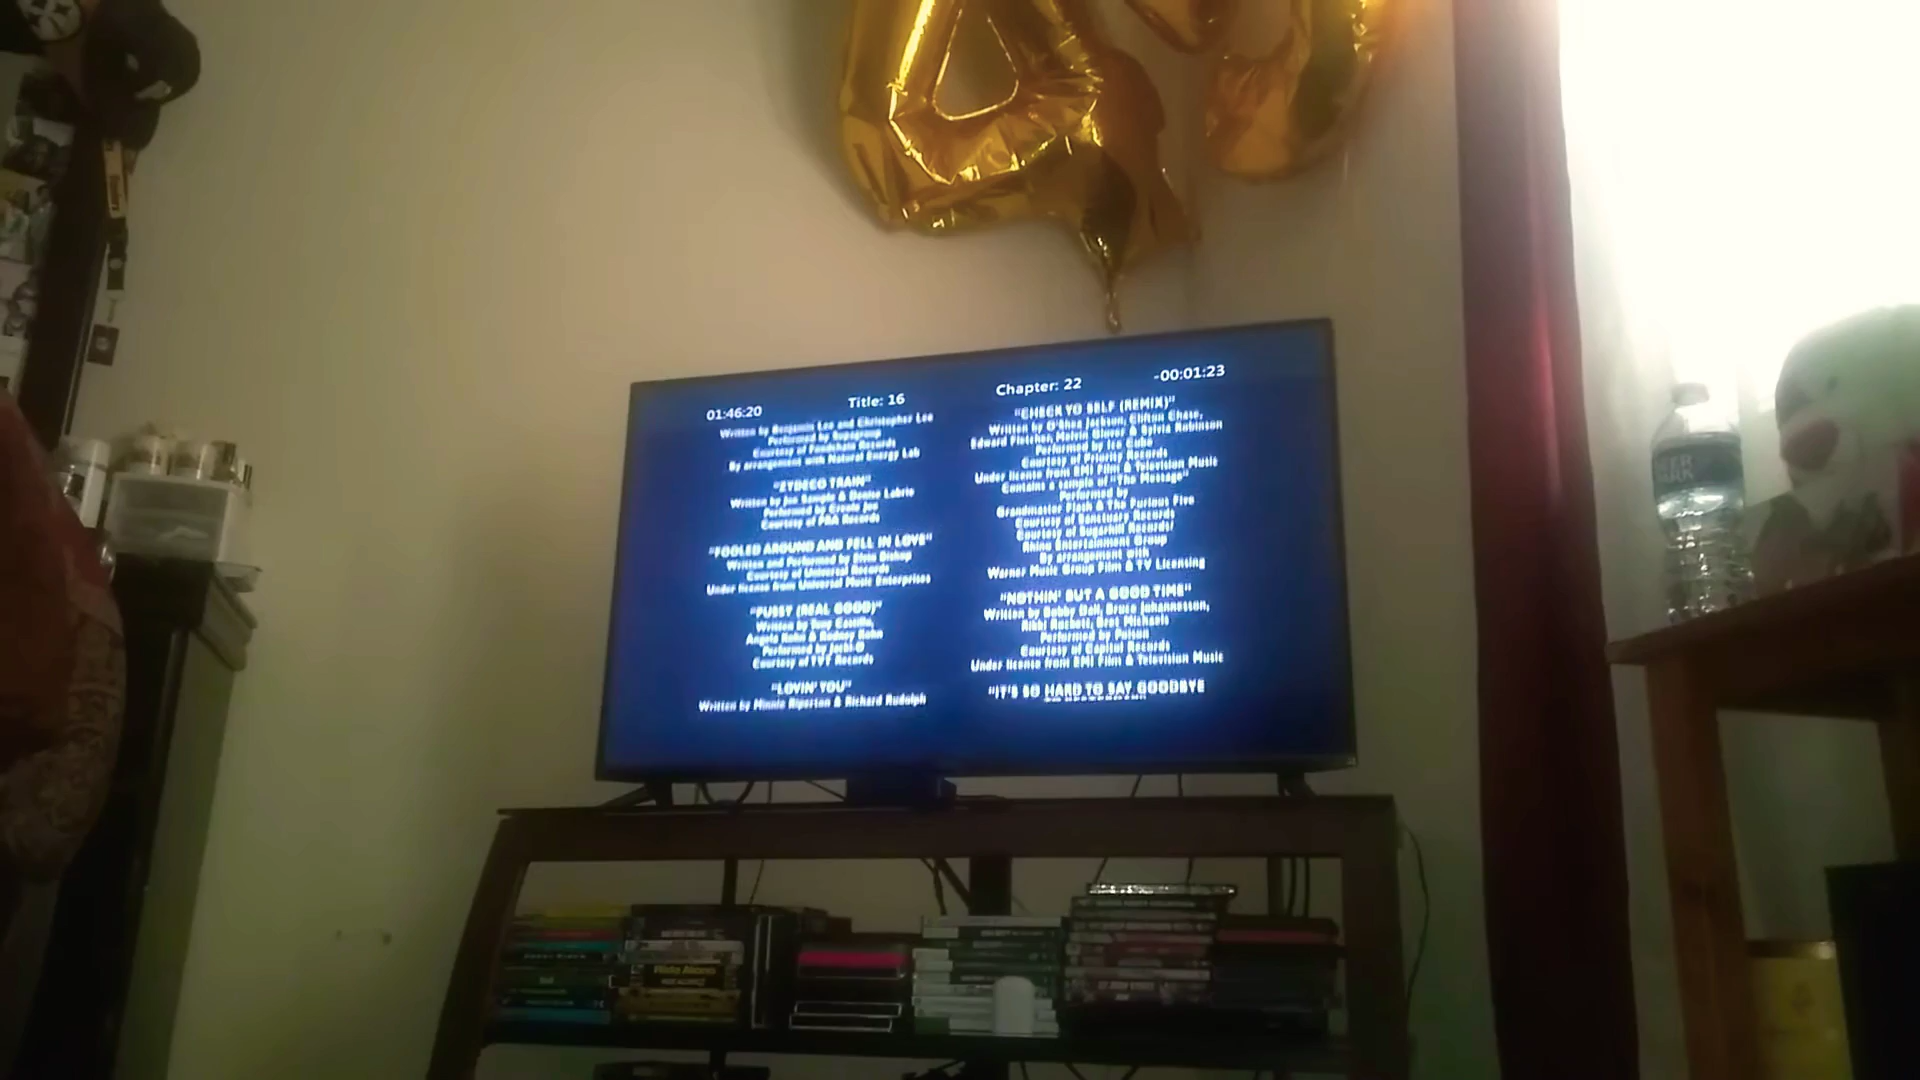 01:46:20
Title: 16
Chapter: 22
-00:01:23
Written by Benjamin Lee and Christopher Lee
Performed by Supagroup
Courtesy of Foodchain Records
By arrangement with Natural Energy Lab
"ZYDECO TRAIN"
Written by Joe Sample & Denise Labrie
Performed by Creole Joe
Courtesy of PRA Records
"FOOLED AROUND AND FELL IN LOVE"
Written and Performed by Elvin Bishop
Courtesy of Universal Records
Under license from Universal Music Enterprises
"PUSSY (REAL GOOD)"
Written by Tony Castillo,
Angela Kohn & Rodney Kohn
Performed by Jacki-O
Courtesy of TVT Records
"LOVIN' YOU"
Written by Minnie Riperton & Richard Rudolph
"CHECK YO SELF (REMIX)"
Written by O'Shea Jackson, Clifton Chase,
Edward Fletcher, Melvin Glover & Sylvia Robinson
Performed by Ice Cube
Courtesy of Priority Records
Under license from EMI Film & Television Music
Contains a sample of "The Message"
Performed by
Grandmaster Flash & The Furious Five
Courtesy of Sanctuary Records
Courtesy of Sugarhill Records/
Rhino Entertainment Group
By arrangement with
Warner Music Group Film & TV Licensing
"NOTHIN' BUT A GOOD TIME"
Written by Bobby Dall, Bruce Johannesson,
Rikki Rockett, Bret Michaels
Performed by Poison
Courtesy of Capitol Records
Under license from EMI Film & Television Music
"IT'S SO HARD TO SAY GOODBYE